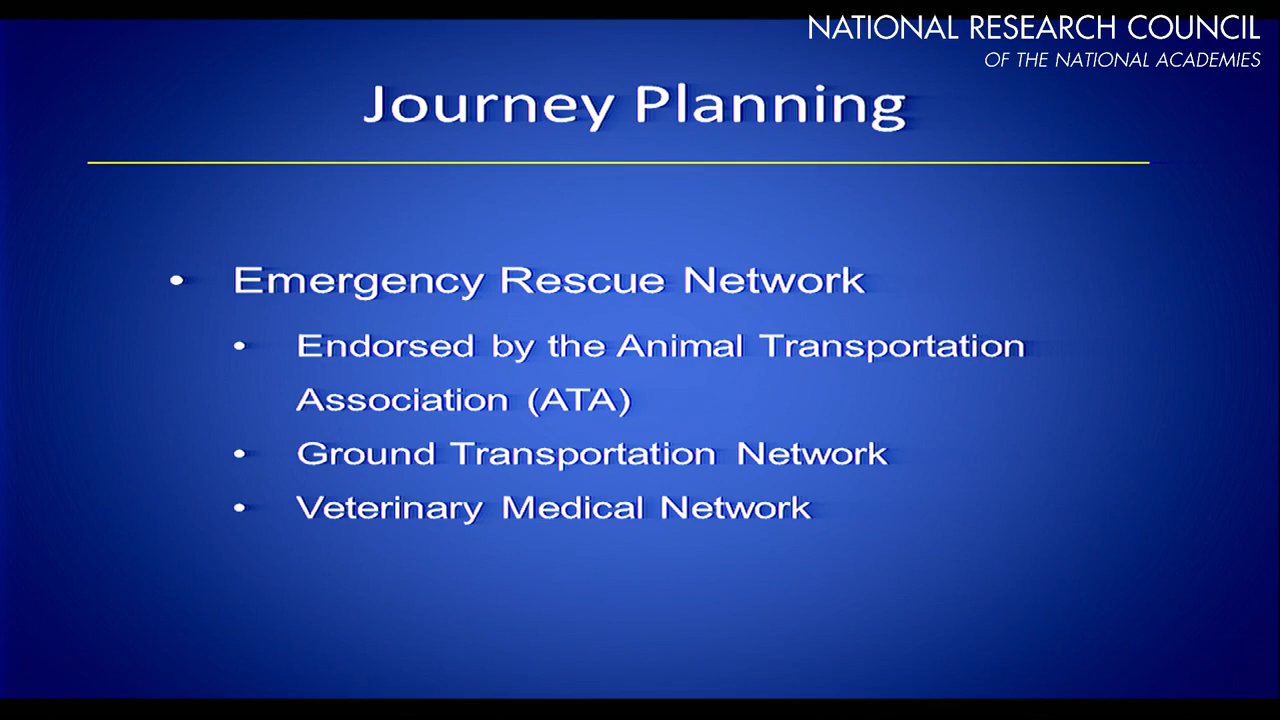 NATIONAL RESEARCH COUNCIL
OF THE NATIONAL ACADEMIES
Journey Planning
• Emergency Rescue Network
• Endorsed by the Animal Transportation
Association (ATA)
• Ground Transportation Network
• Veterinary Medical Network